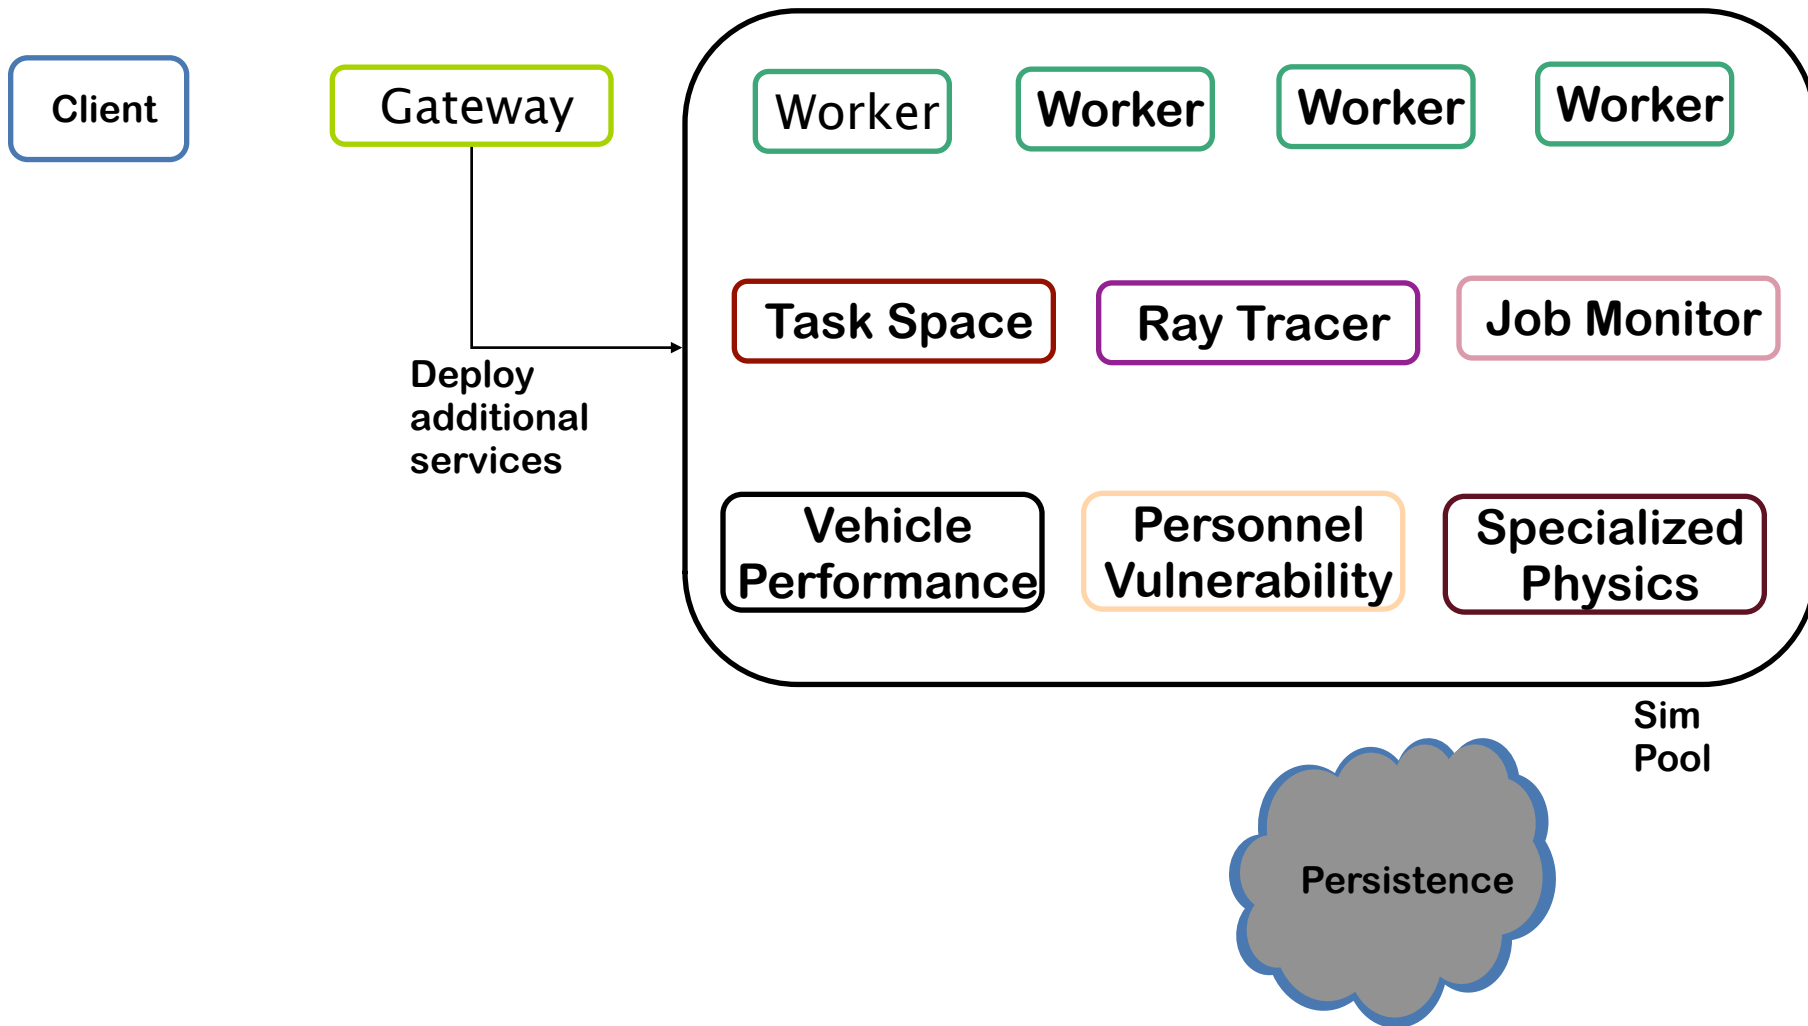 Client
Gateway
Worker
Worker
Worker
Worker
Task Space
Ray Tracer
Job Monitor
Deploy
additional
services
Vehicle
Performance
Personnel
Vulnerability
Specialized
Physics
Sim
Pool
Persistence